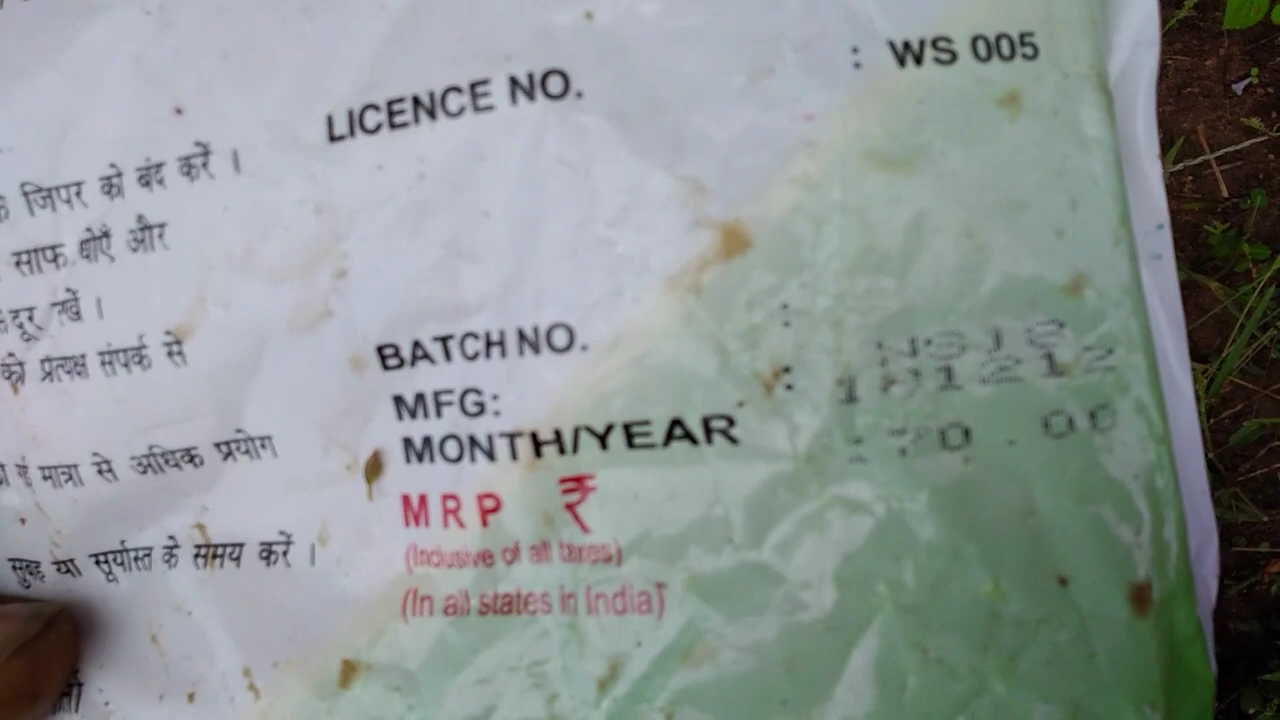 LICENCE NO. : WS 005
जिपर को बंद करें ।
साफ धोएँ और
दूर रखें ।
को प्रत्यक्ष संपर्क से
BATCH NO. :
MFG: :
MONTH/YEAR
मात्रा से अधिक प्रयोग
MRP ₹
(Inclusive of all taxes)
सुबह या सूर्यास्त के समय करें ।
(In all states in India)